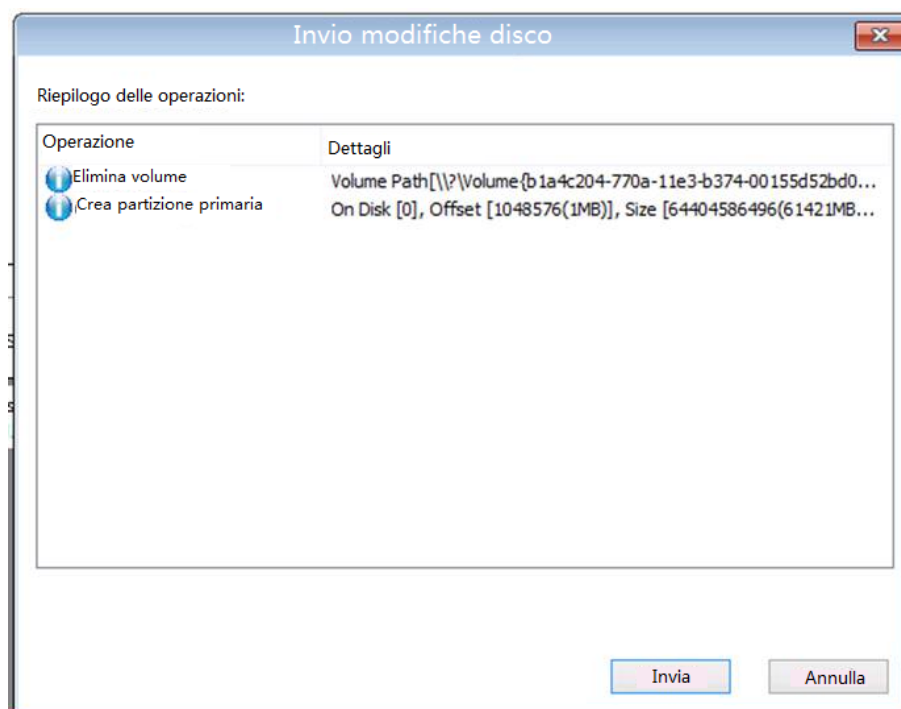 Invio modifiche disco
Riepilogo delle operazioni:
Operazione Dettagli
Elimina volume Volume Path[\\?\Volume{b1a4c204-770a-11e3-b374-00155d52bd0...
Crea partizione primaria On Disk [0], Offset [1048576(1MB)], Size [64404586496(61421MB...
Invia Annulla